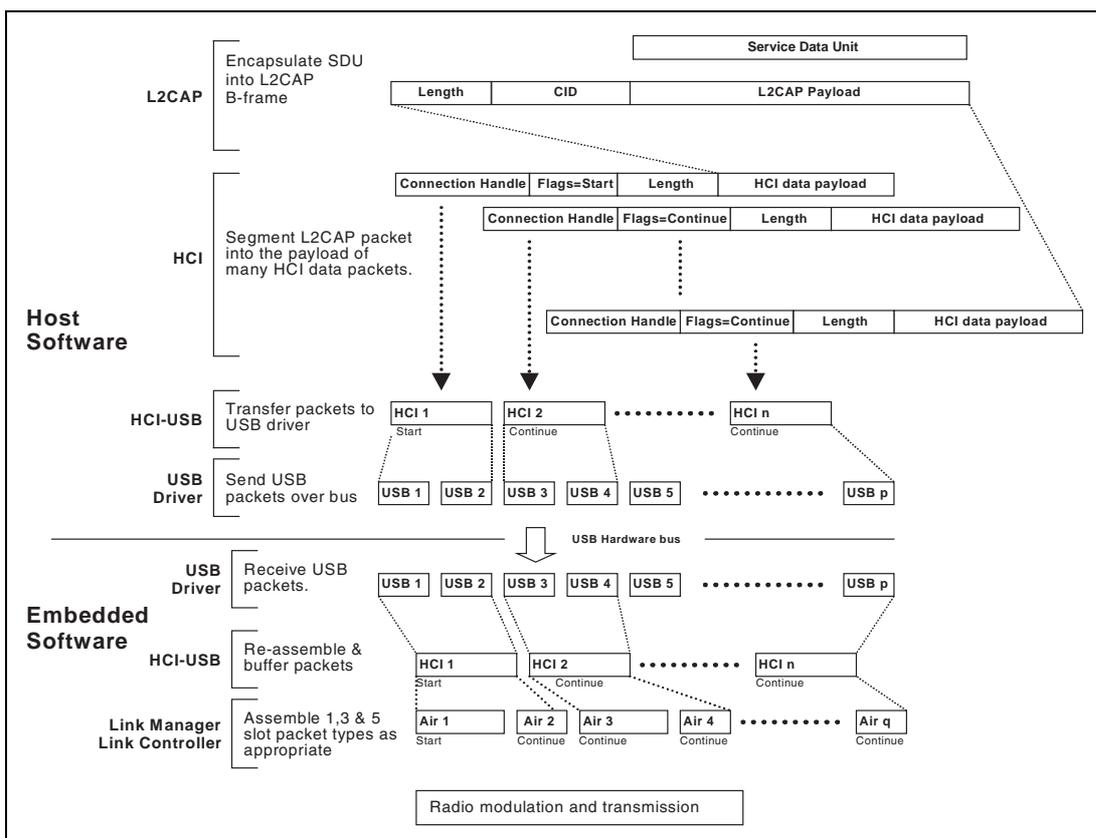 Service Data Unit
Encapsulate SDU
into L2CAP
B-frame
L2CAP
Length CID L2CAP Payload
Connection Handle Flags=Start Length HCI data payload
Connection Handle Flags=Continue Length HCI data payload
HCI
Segment L2CAP packet
into the payload of
many HCI data packets.
Connection Handle Flags=Continue Length HCI data payload
Host
Software
HCI-USB
Transfer packets to
USB driver
HCI 1 HCI 2 HCI n
Start Continue Continue
USB
Driver
Send USB
packets over bus
USB 1 USB 2 USB 3 USB 4 USB 5 USB p
USB Hardware bus
USB
Driver
Receive USB
packets.
USB 1 USB 2 USB 3 USB 4 USB 5 USB p
Embedded
Software
HCI-USB
Re-assemble &
buffer packets
HCI 1 HCI 2 HCI n
Start Continue Continue
Link Manager
Link Controller
Assemble 1,3 & 5
slot packet types as
appropriate
Air 1 Air 2 Air 3 Air 4 Air q
Start Continue Continue Continue Continue
Radio modulation and transmission